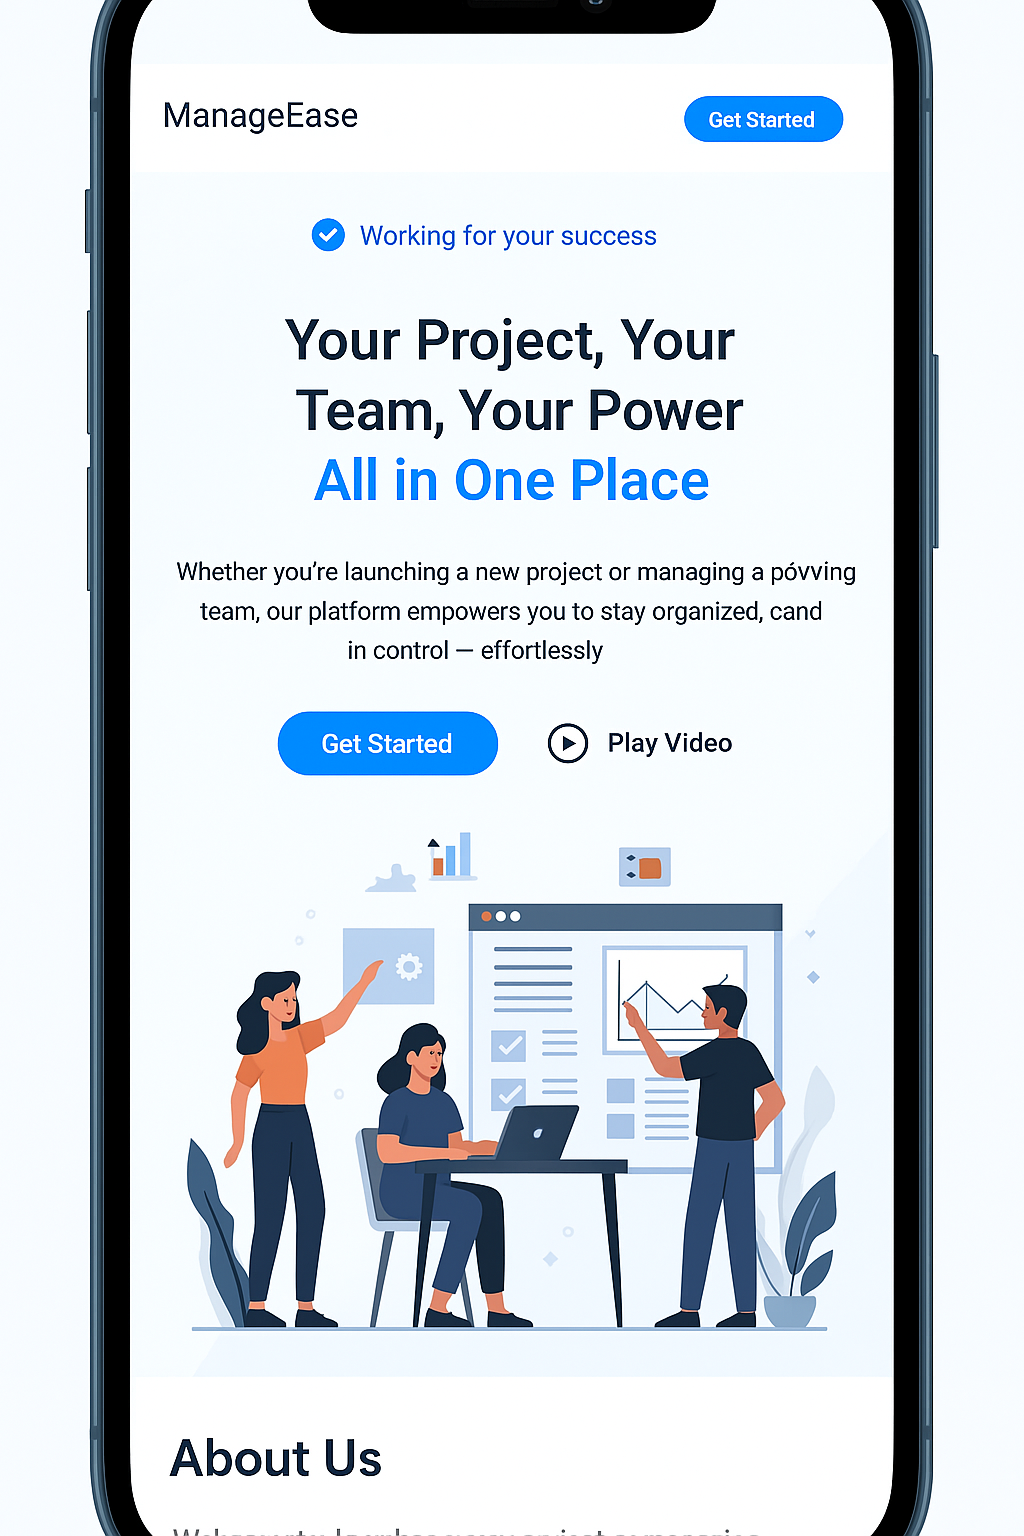 ManageEase
Get Started
Working for your success
Your Project, Your
Team, Your Power
All in One Place
Whether you’re launching a new project or managing a póvving
team, our platform empowers you to stay organized, cand
in control — effortlessly
Get Started
Play Video
About Us